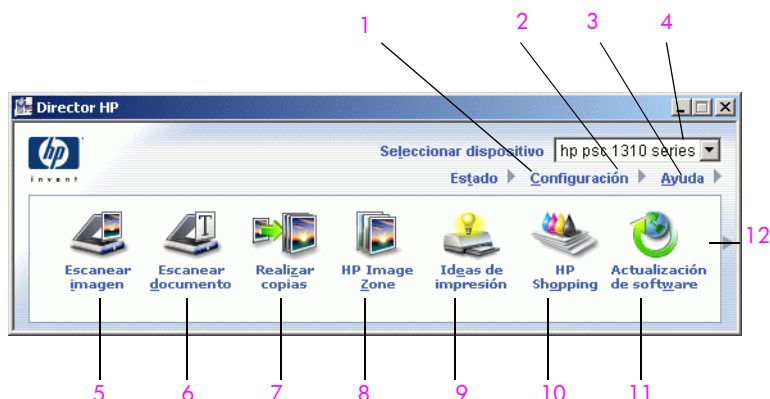 1 2 3 4
Director HP
hp
invent
Seleccionar dispositivo hp psc 1310 series
Estado Configuración Ayuda
12
Escanear imagen
Escanear documento
Realizar copias
HP Image Zone
Ideas de impresión
HP Shopping
Actualización de software
5 6 7 8 9 10 11